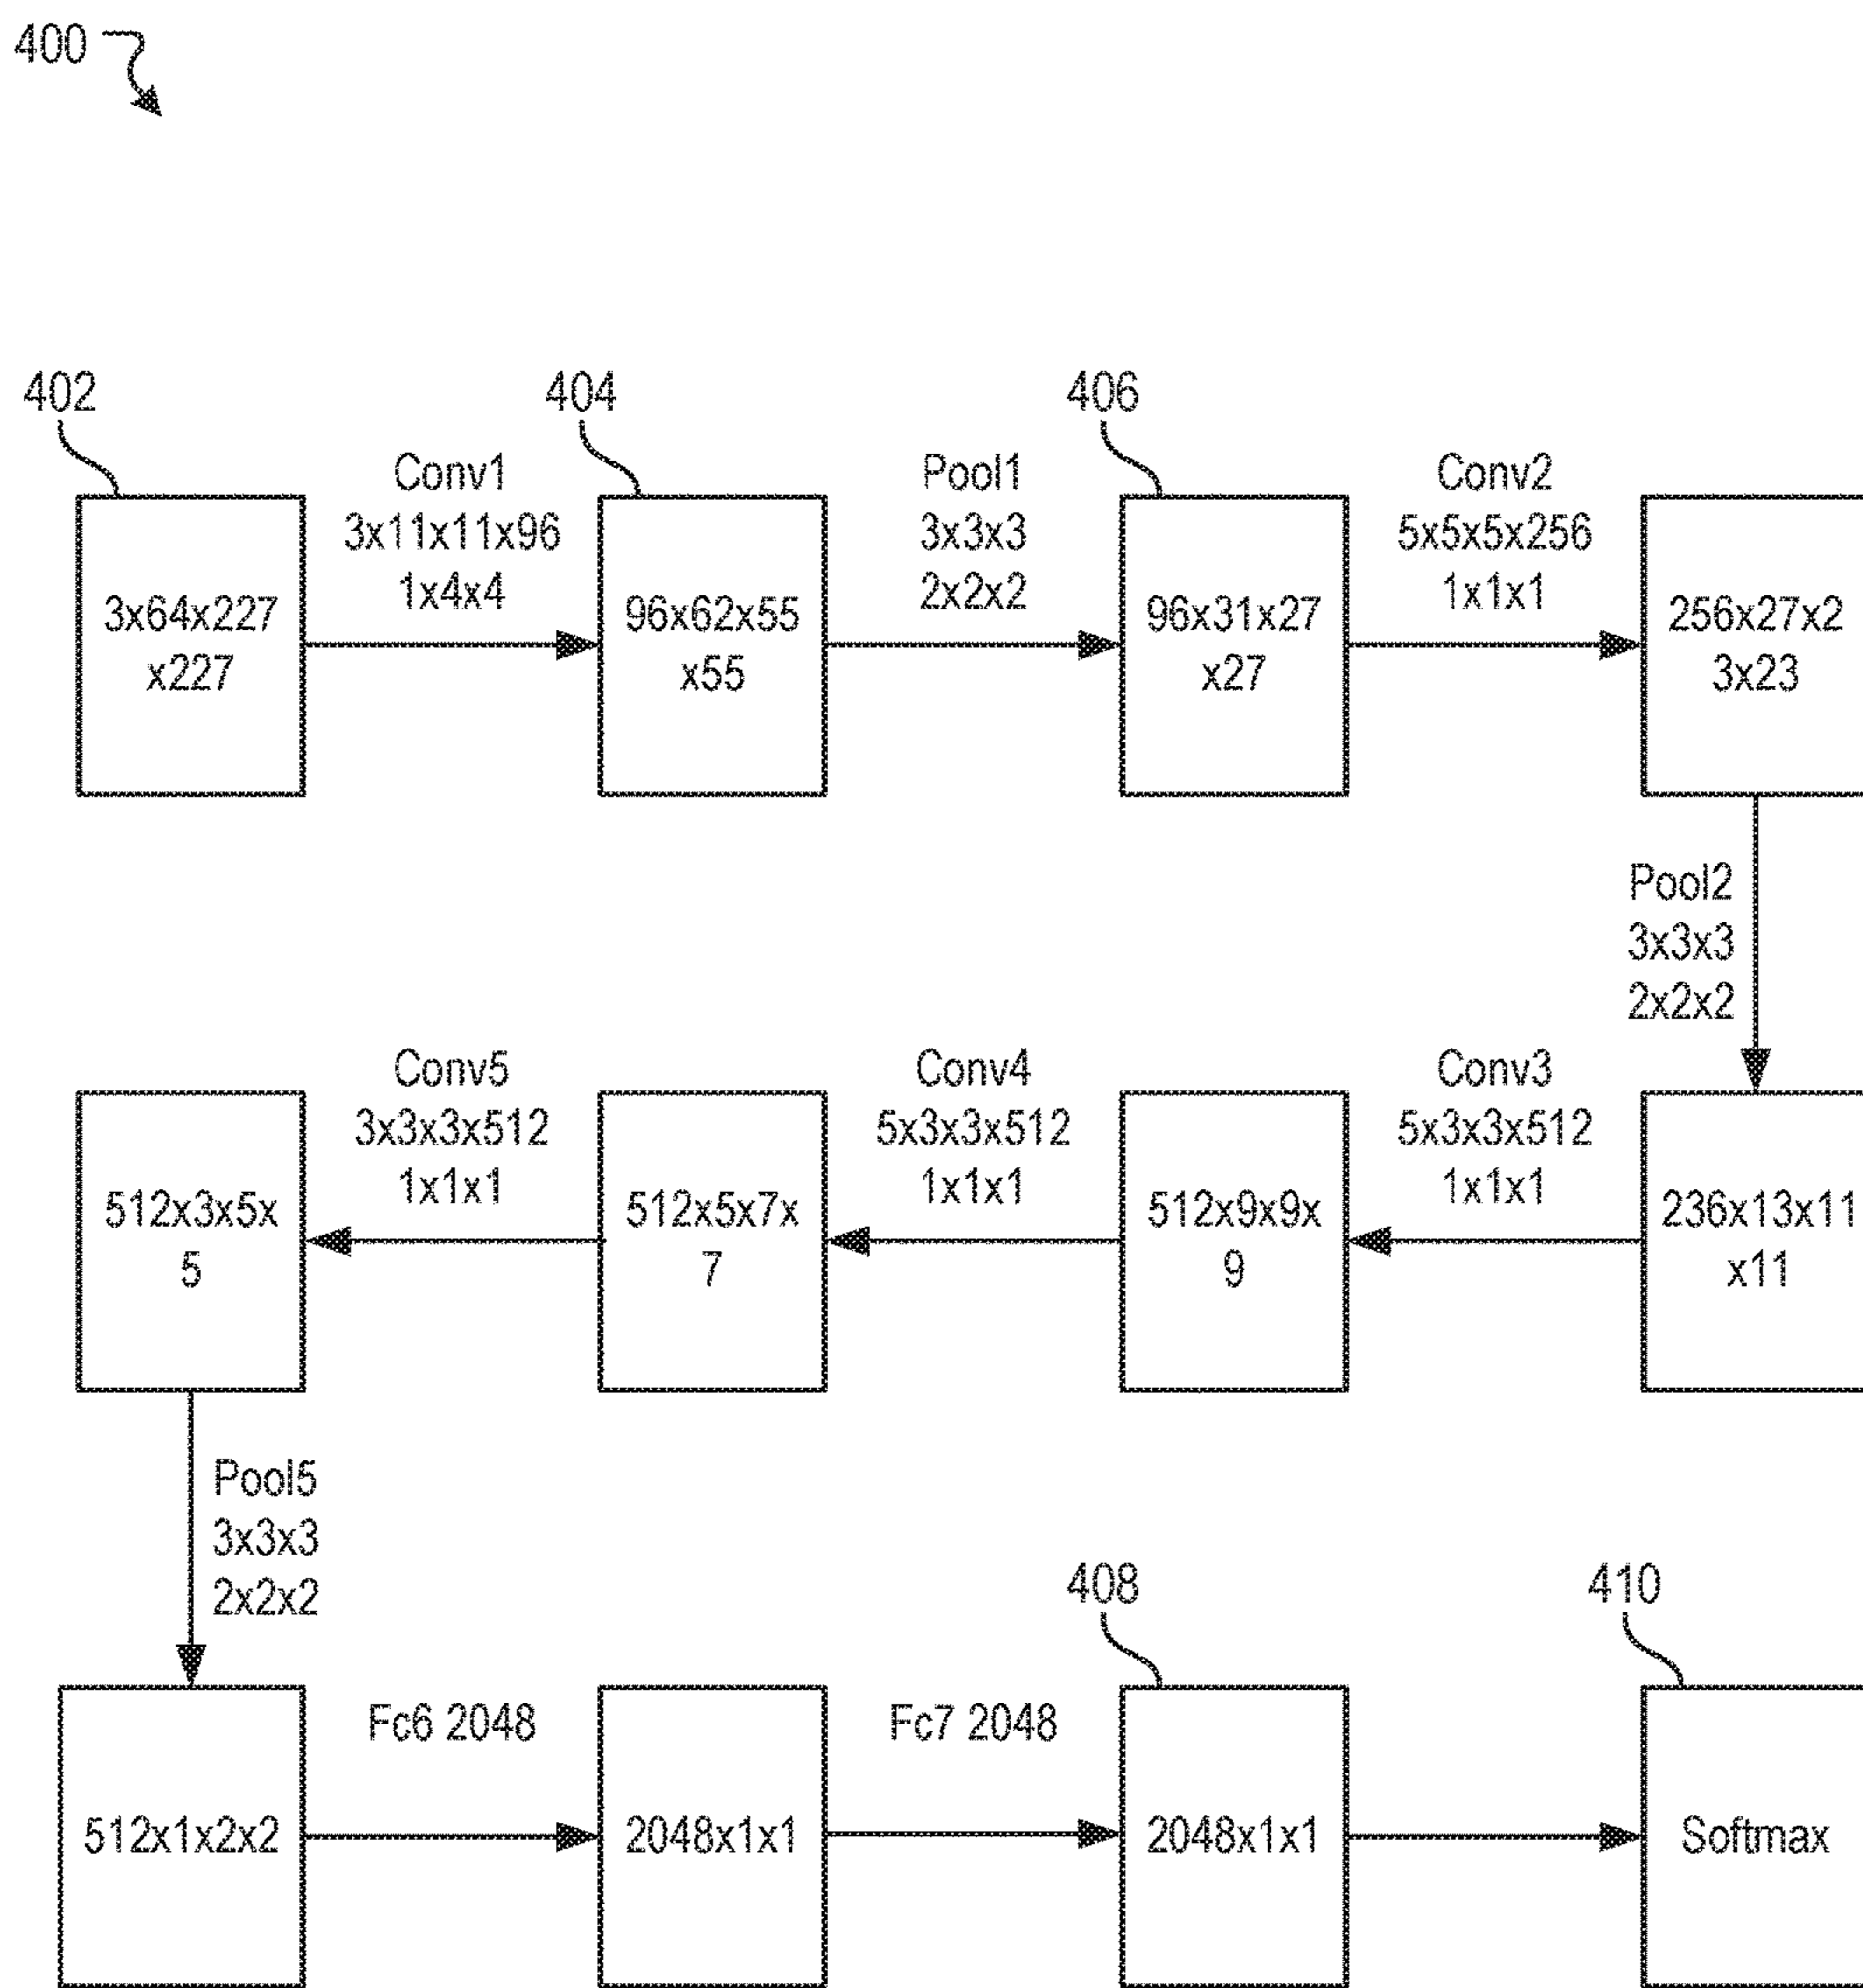 400
402
404
406
Conv1
3x11x11x96
1x4x4
Pool1
3x3x3
2x2x2
Conv2
5x5x5x256
1x1x1
3x64x227
x227
96x62x55
x55
96x31x27
x27
256x27x2
3x23
Pool2
3x3x3
2x2x2
Conv5
3x3x3x512
1x1x1
Conv4
5x3x3x512
1x1x1
Conv3
5x3x3x512
1x1x1
512x3x5x
5
512x5x7x
7
512x9x9x
9
236x13x11
x11
Pool5
3x3x3
2x2x2
408
410
Fc6 2048
Fc7 2048
512x1x2x2
2048x1x1
2048x1x1
Softmax